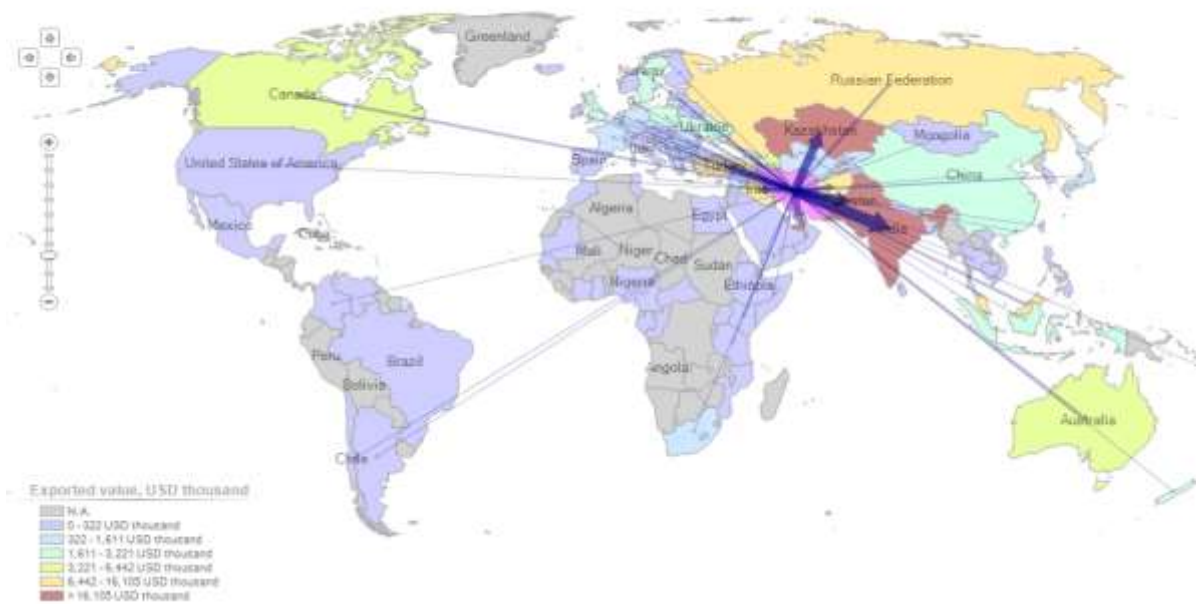 Greenland
Canada
Russian Federation
Norway
Kazakhstan
Mongolia
Ukraine
United States of America
Spain
Turkey
China
Mexico
Cuba
Algeria
Egypt
Mali
Niger
Chad
Sudan
Nigeria
Ethiopia
Peru
Brazil
Bolivia
Angola
Chile
Australia
Exported value, USD thousand
N.A.
0 - 322 USD thousand
322 - 1,611 USD thousand
1,611 - 3,221 USD thousand
3,221 - 6,442 USD thousand
6,442 - 16,105 USD thousand
> 16,105 USD thousand